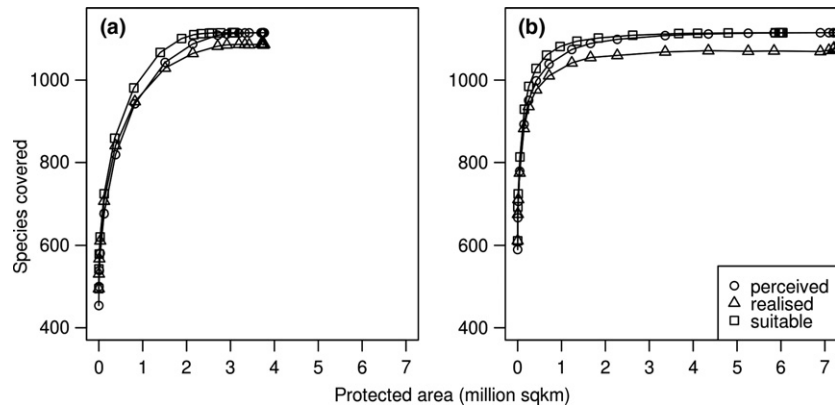 (a)
(b)
Species covered
1000
800
600
400
0 1 2 3 4 5 6 7
0 1 2 3 4 5 6 7
1000
800
600
400
perceived
realised
suitable
Protected area (million sqkm)